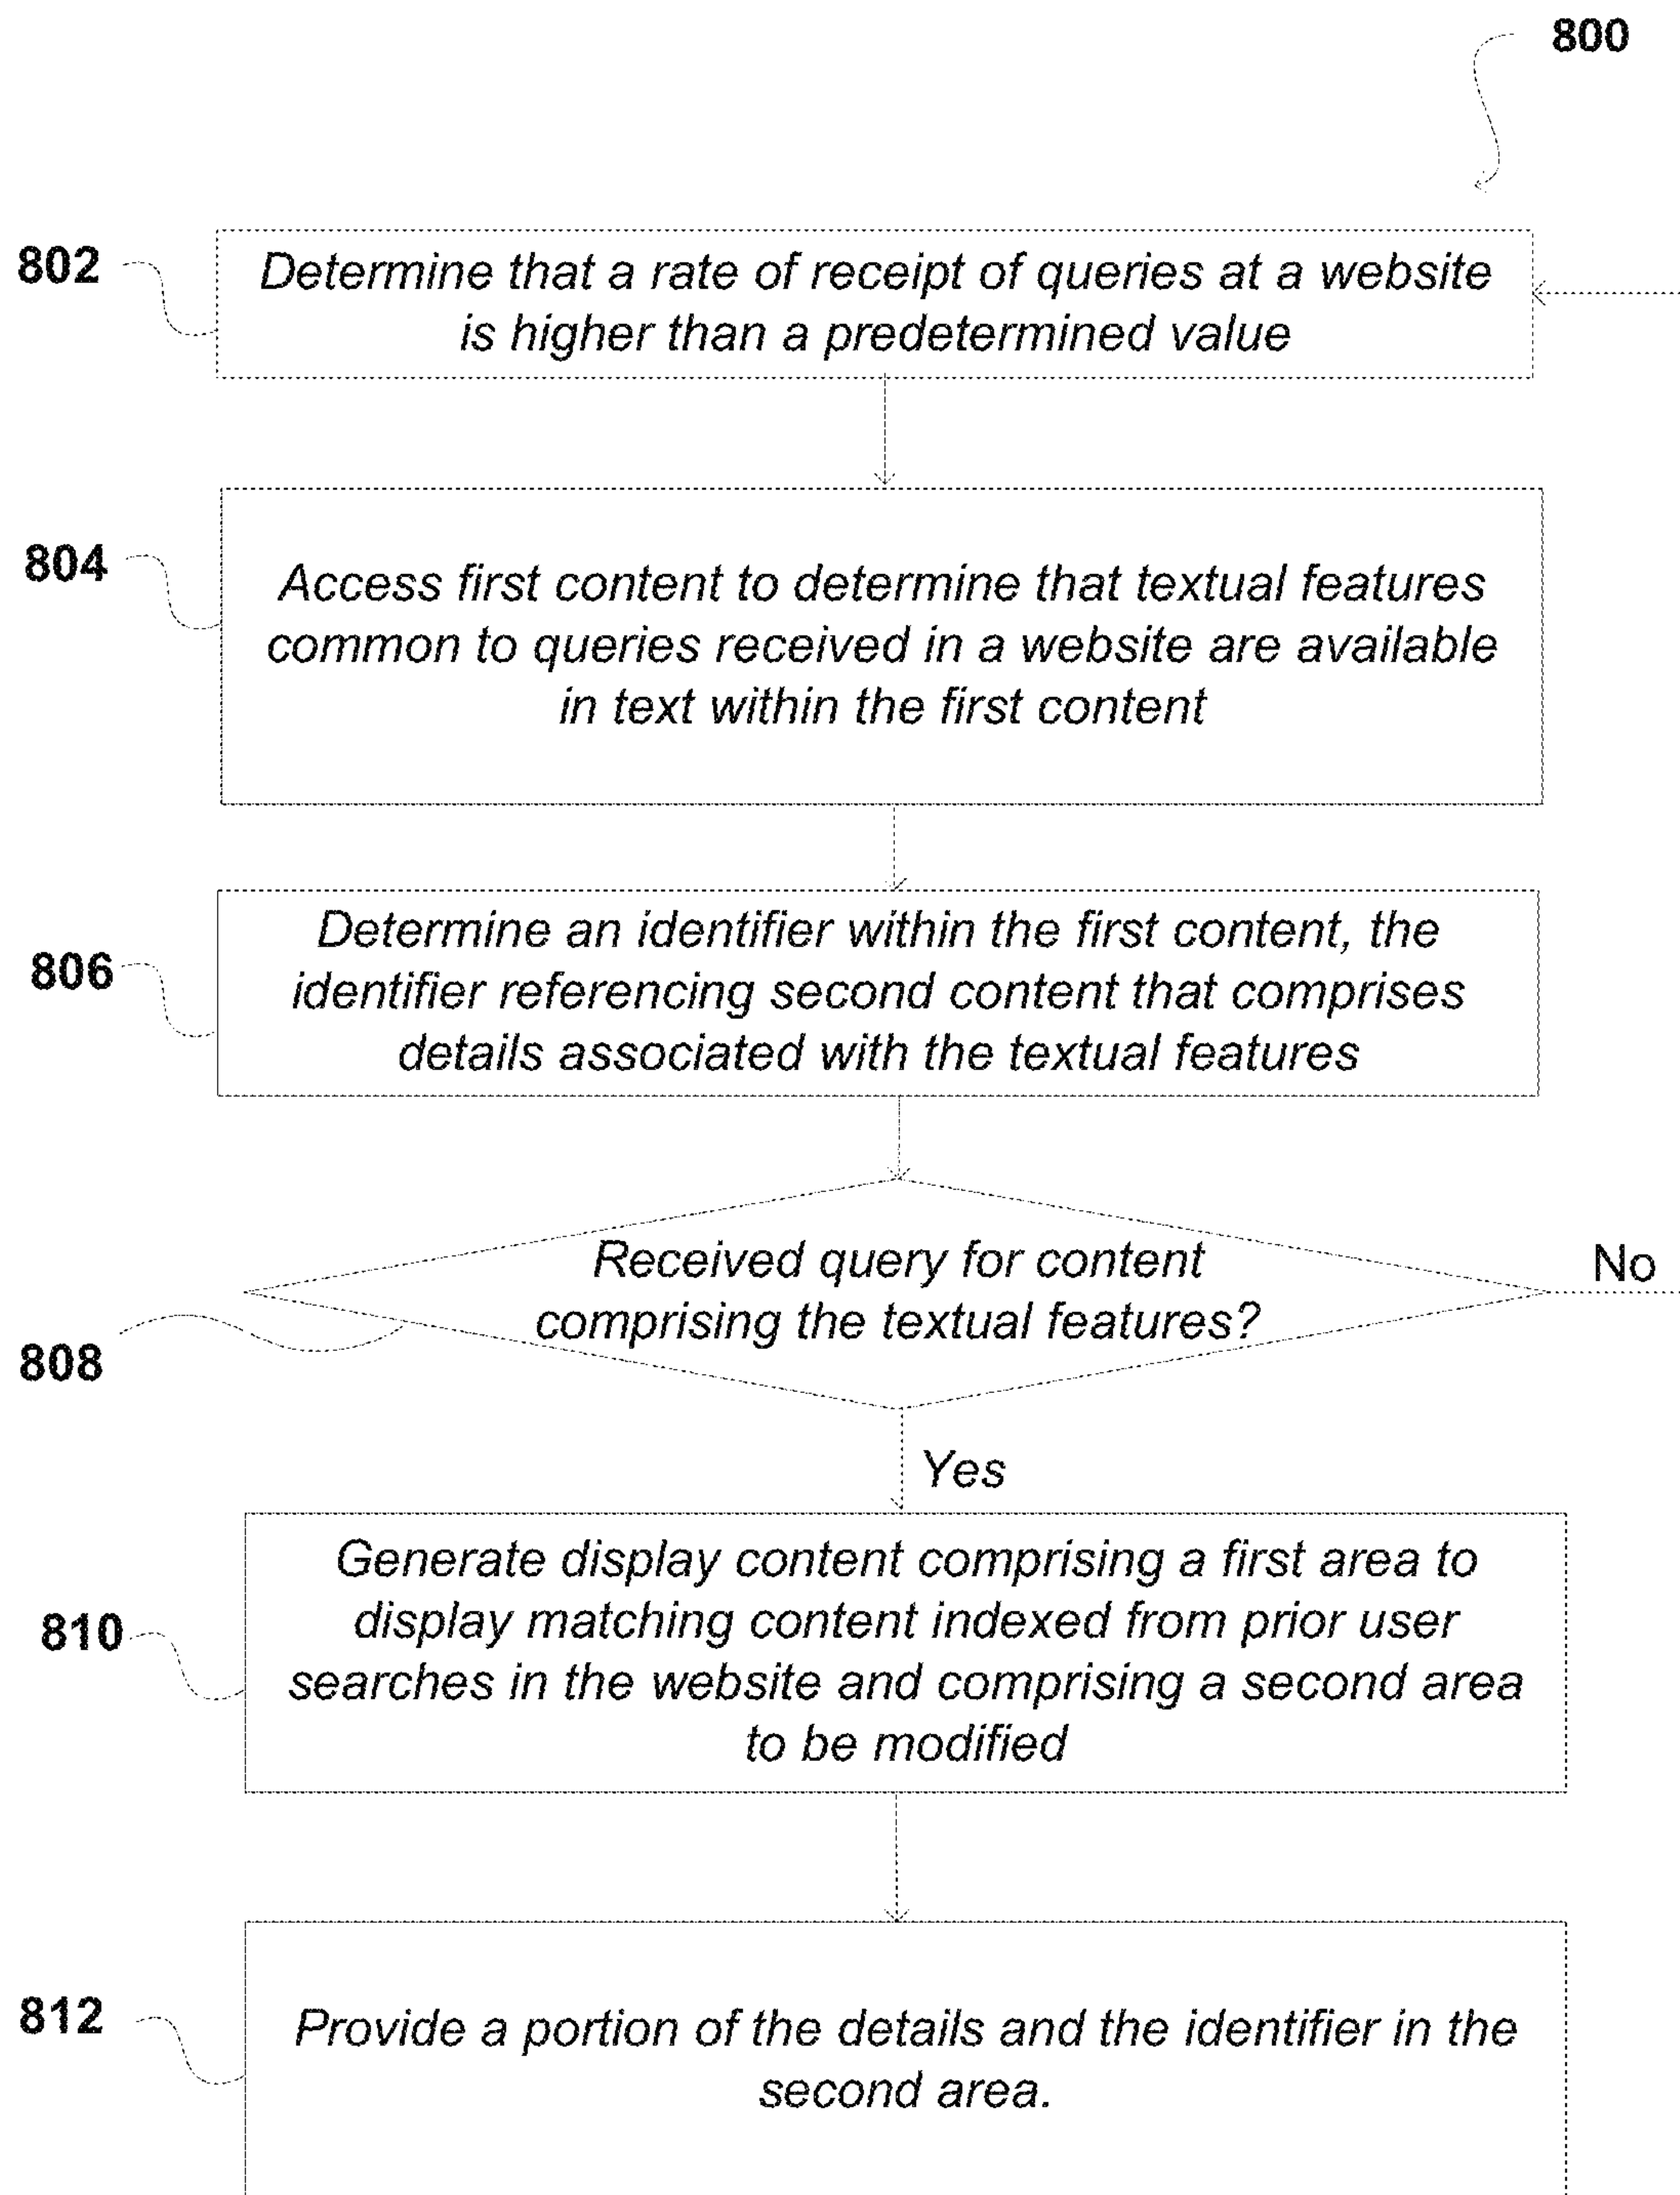 800
802
Determine that a rate of receipt of queries at a website
is higher than a predetermined value
804
Access first content to determine that textual features
common to queries received in a website are available
in text within the first content
806
Determine an identifier within the first content, the
identifier referencing second content that comprises
details associated with the textual features
808
Received query for content
comprising the textual features?
No
Yes
810
Generate display content comprising a first area to
display matching content indexed from prior user
searches in the website and comprising a second area
to be modified
812
Provide a portion of the details and the identifier in the
second area.